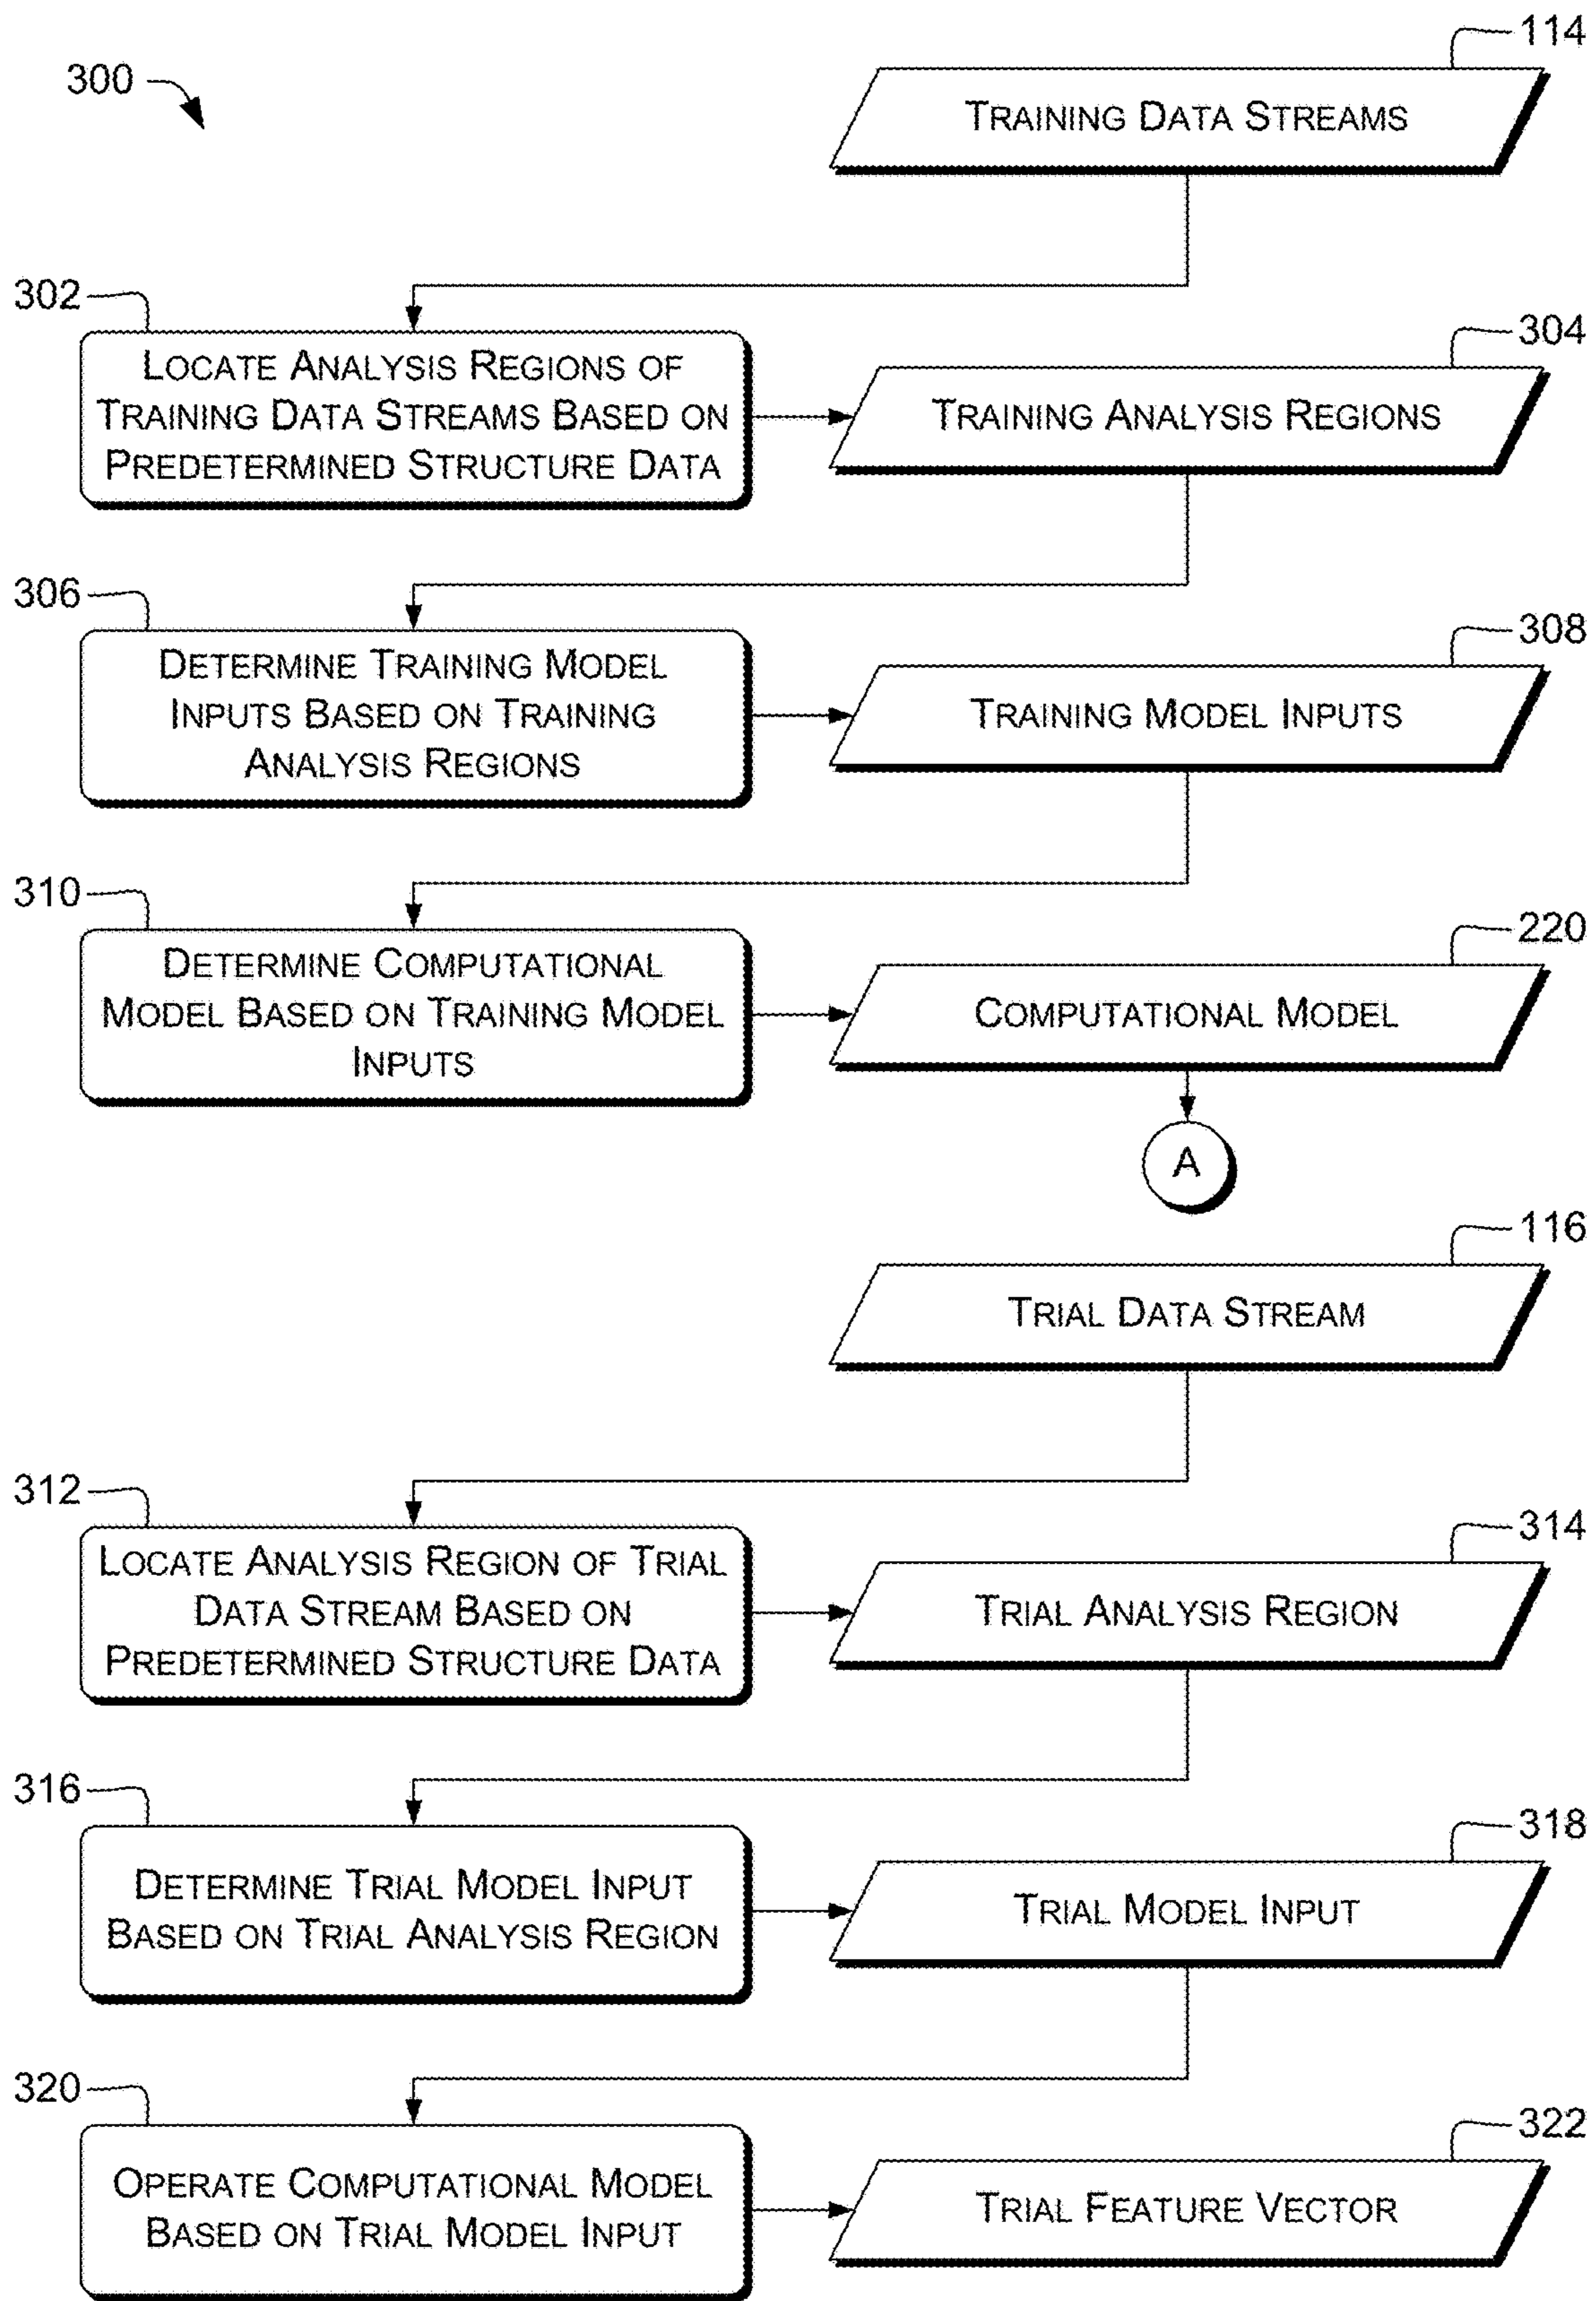 300
114
TRAINING DATA STREAMS
302
LOCATE ANALYSIS REGIONS OF
TRAINING DATA STREAMS BASED ON
PREDETERMINED STRUCTURE DATA
304
TRAINING ANALYSIS REGIONS
306
DETERMINE TRAINING MODEL
INPUTS BASED ON TRAINING
ANALYSIS REGIONS
308
TRAINING MODEL INPUTS
310
DETERMINE COMPUTATIONAL
MODEL BASED ON TRAINING MODEL
INPUTS
220
COMPUTATIONAL MODEL
A
116
TRIAL DATA STREAM
312
LOCATE ANALYSIS REGION OF TRIAL
DATA STREAM BASED ON
PREDETERMINED STRUCTURE DATA
314
TRIAL ANALYSIS REGION
316
DETERMINE TRIAL MODEL INPUT
BASED ON TRIAL ANALYSIS REGION
318
TRIAL MODEL INPUT
320
OPERATE COMPUTATIONAL MODEL
BASED ON TRIAL MODEL INPUT
322
TRIAL FEATURE VECTOR